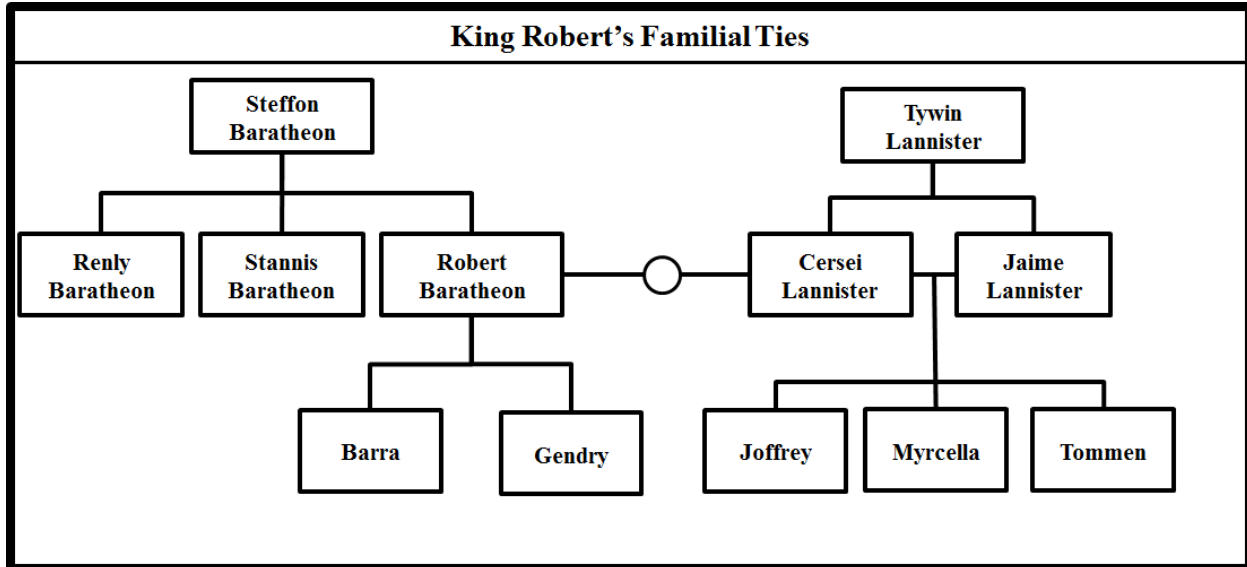 King Robert’s Familial Ties
Steffon
Baratheon
Tywin
Lannister
Renly
Baratheon
Stannis
Baratheon
Robert
Baratheon
Cersei
Lannister
Jaime
Lannister
Barra
Gendry
Joffrey
Myrcella
Tommen